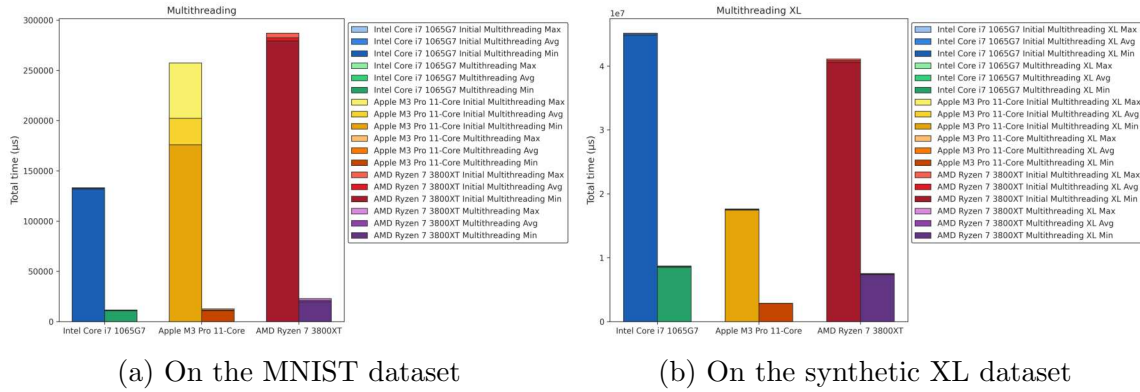 Multithreading
Total time (µs)
300000
250000
200000
150000
100000
50000
0
Intel Core i7 1065G7
Apple M3 Pro 11-Core
AMD Ryzen 7 3800XT
Intel Core i7 1065G7 Initial Multithreading Max
Intel Core i7 1065G7 Initial Multithreading Avg
Intel Core i7 1065G7 Initial Multithreading Min
Intel Core i7 1065G7 Multithreading Max
Intel Core i7 1065G7 Multithreading Avg
Intel Core i7 1065G7 Multithreading Min
Apple M3 Pro 11-Core Initial Multithreading Max
Apple M3 Pro 11-Core Initial Multithreading Avg
Apple M3 Pro 11-Core Initial Multithreading Min
Apple M3 Pro 11-Core Multithreading Max
Apple M3 Pro 11-Core Multithreading Avg
Apple M3 Pro 11-Core Multithreading Min
AMD Ryzen 7 3800XT Initial Multithreading Max
AMD Ryzen 7 3800XT Initial Multithreading Avg
AMD Ryzen 7 3800XT Initial Multithreading Min
AMD Ryzen 7 3800XT Multithreading Max
AMD Ryzen 7 3800XT Multithreading Avg
AMD Ryzen 7 3800XT Multithreading Min
(a) On the MNIST dataset
Multithreading XL
1e7
Total time (µs)
4
3
2
1
0
Intel Core i7 1065G7
Apple M3 Pro 11-Core
AMD Ryzen 7 3800XT
Intel Core i7 1065G7 Initial Multithreading XL Max
Intel Core i7 1065G7 Initial Multithreading XL Avg
Intel Core i7 1065G7 Initial Multithreading XL Min
Intel Core i7 1065G7 Multithreading XL Max
Intel Core i7 1065G7 Multithreading XL Avg
Intel Core i7 1065G7 Multithreading XL Min
Apple M3 Pro 11-Core Initial Multithreading XL Max
Apple M3 Pro 11-Core Initial Multithreading XL Avg
Apple M3 Pro 11-Core Initial Multithreading XL Min
Apple M3 Pro 11-Core Multithreading XL Max
Apple M3 Pro 11-Core Multithreading XL Avg
Apple M3 Pro 11-Core Multithreading XL Min
AMD Ryzen 7 3800XT Initial Multithreading XL Max
AMD Ryzen 7 3800XT Initial Multithreading XL Avg
AMD Ryzen 7 3800XT Initial Multithreading XL Min
AMD Ryzen 7 3800XT Multithreading XL Max
AMD Ryzen 7 3800XT Multithreading XL Avg
AMD Ryzen 7 3800XT Multithreading XL Min
(b) On the synthetic XL dataset